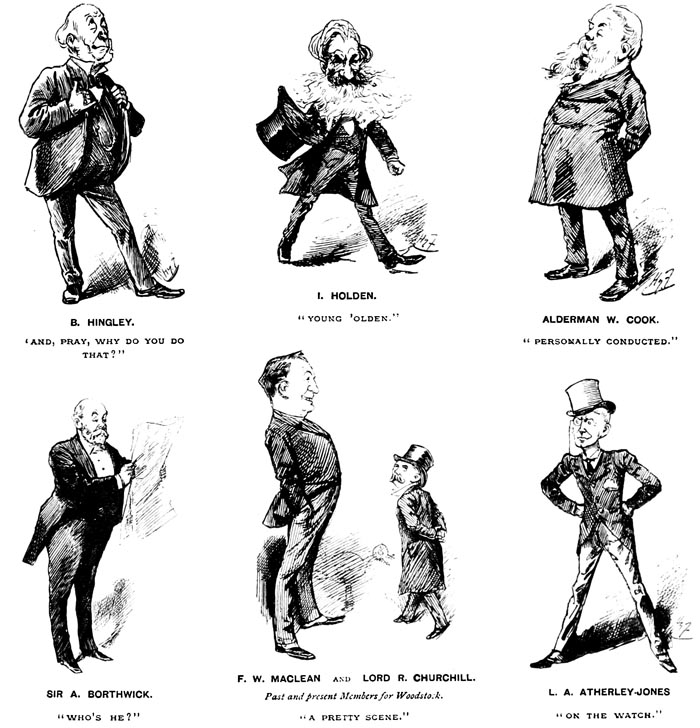 B. HINGLEY.
'AND, PRAY, WHY DO YOU DO
THAT?"
I. HOLDEN.
"YOUNG 'OLDEN."
ALDERMAN W. COOK.
"PERSONALLY CONDUCTED."
SIR A. BORTHWICK.
"WHO'S HE?"
F. W. MACLEAN AND LORD R. CHURCHILL.
Past and present Members for Woodstock.
"A PRETTY SCENE."
L. A. ATHERLEY-JONES
"ON THE WATCH."